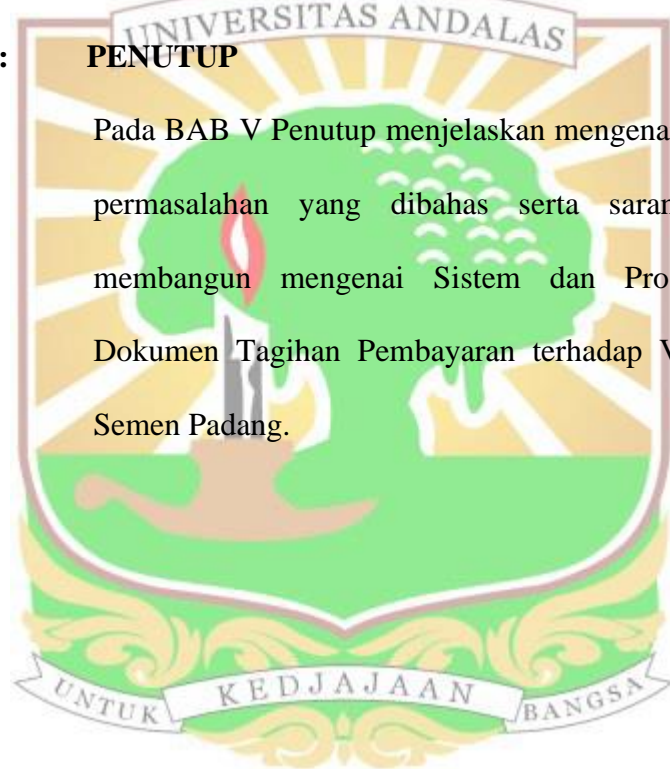 UNIVERSITAS ANDALAS
: PENUTUP
Pada BAB V Penutup menjelaskan mengena
permasalahan yang dibahas serta saran
membangun mengenai Sistem dan Pro
Dokumen Tagihan Pembayaran terhadap V
Semen Padang.
UNTUK KEDJAJAAN BANGSA